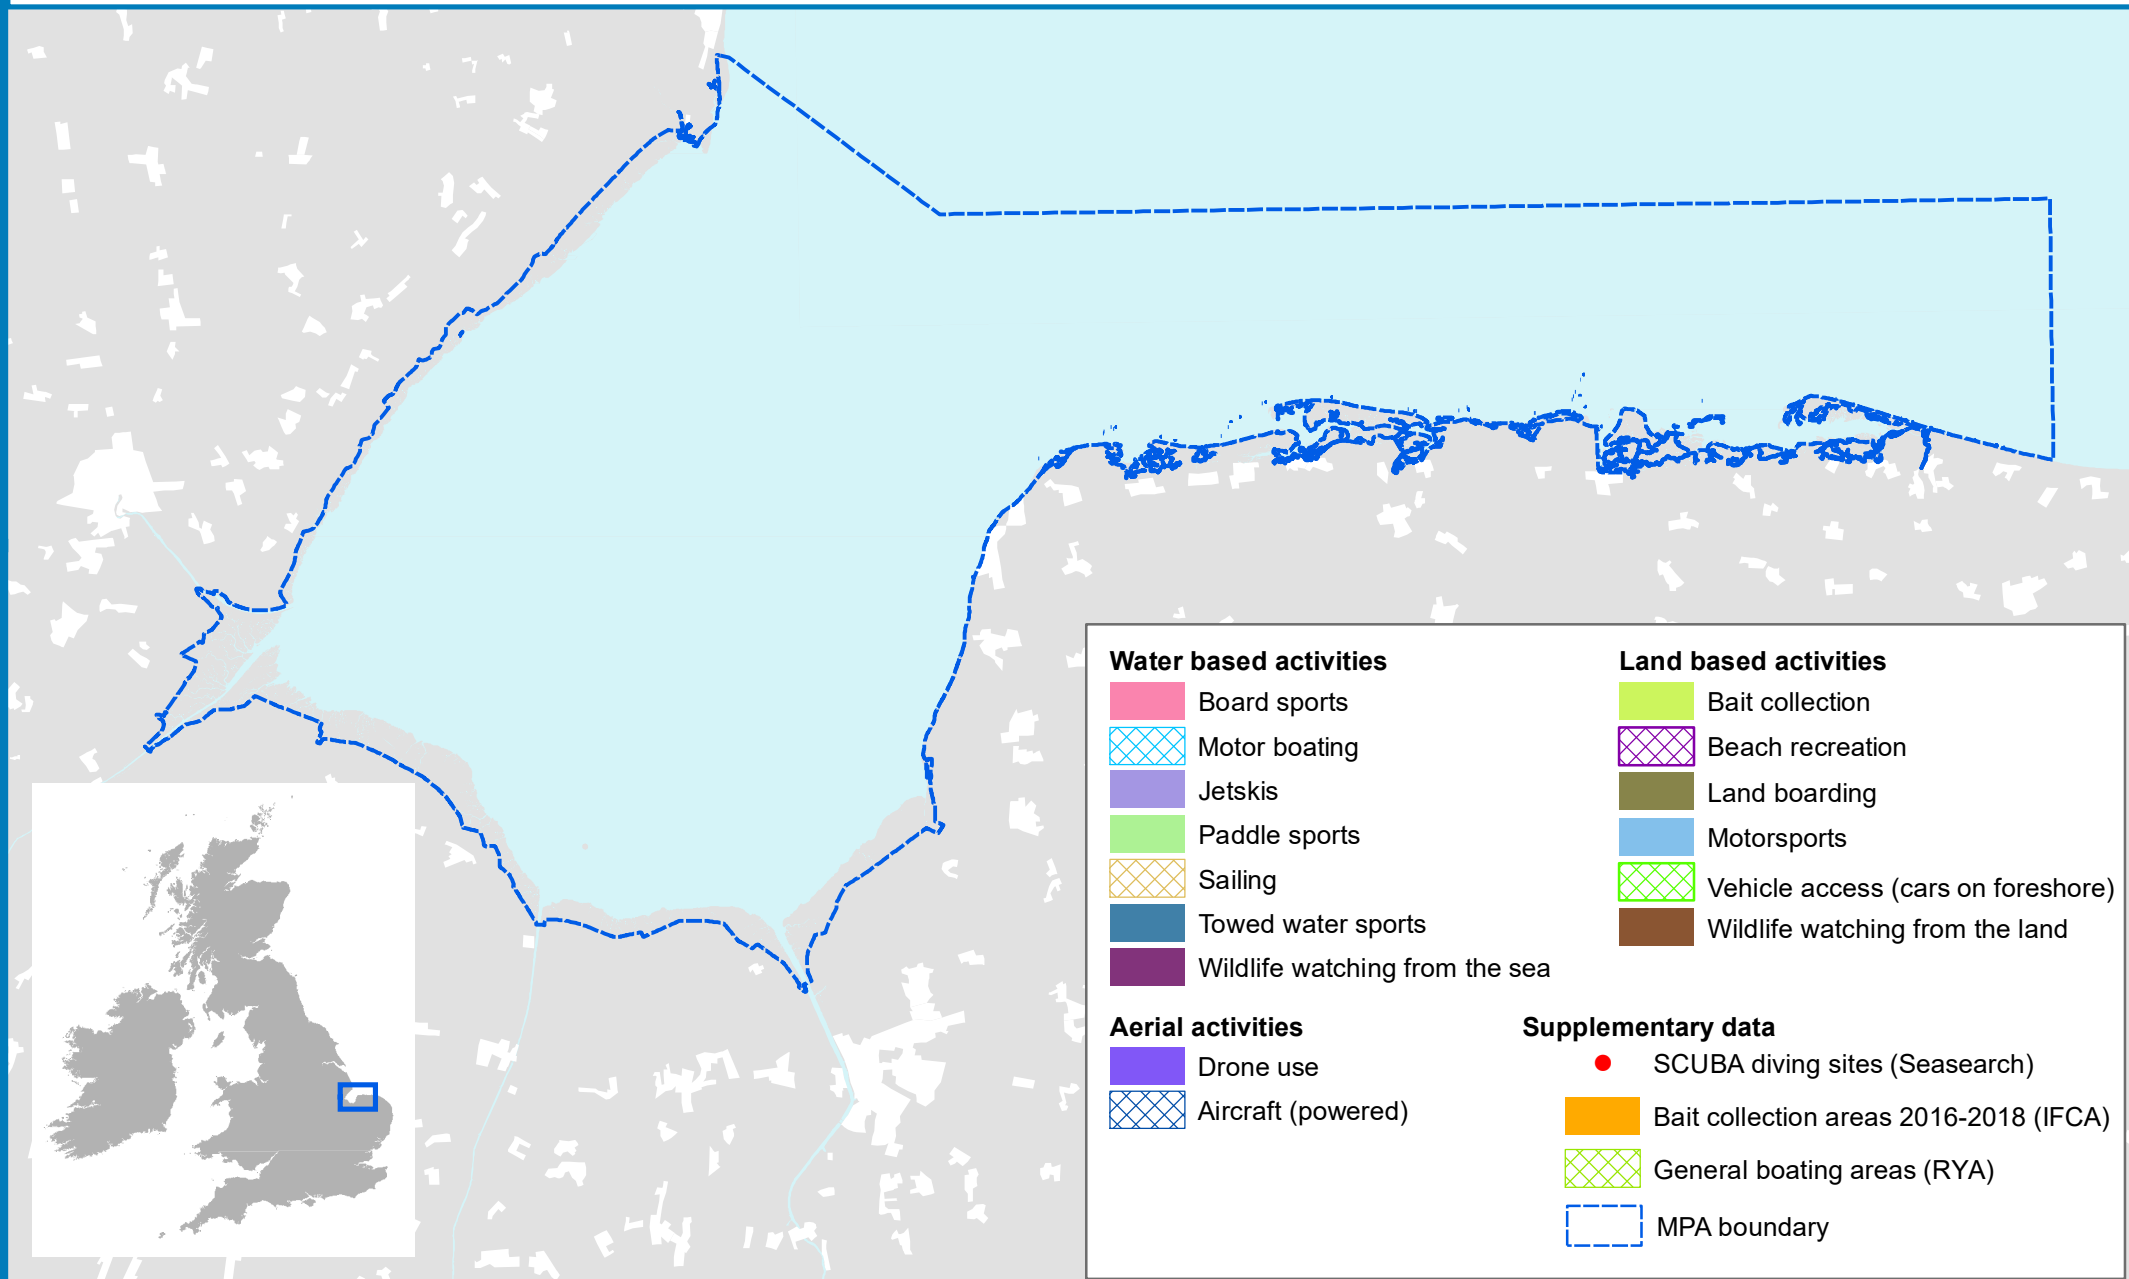 Water based activities
Board sports
Motor boating
Jetskis
Paddle sports
Sailing
Towed water sports
Wildlife watching from the sea
Land based activities
Bait collection
Beach recreation
Land boarding
Motorsports
Vehicle access (cars on foreshore)
Wildlife watching from the land
Aerial activities
Drone use
Aircraft (powered)
Supplementary data
SCUBA diving sites (Seasearch)
Bait collection areas 2016-2018 (IFCA)
General boating areas (RYA)
MPA boundary